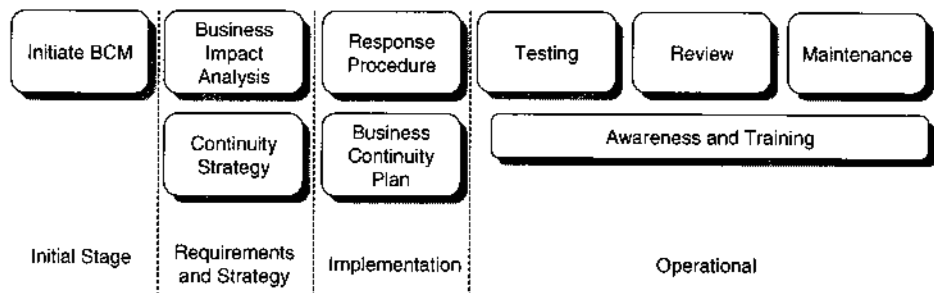 Initiate BCM
Business
Impact
Analysis
Response
Procedure
Testing
Review
Maintenance
Continuity
Strategy
Business
Continuity
Plan
Awareness and Training
Initial Stage
Requirements
and Strategy
Implementation
Operational